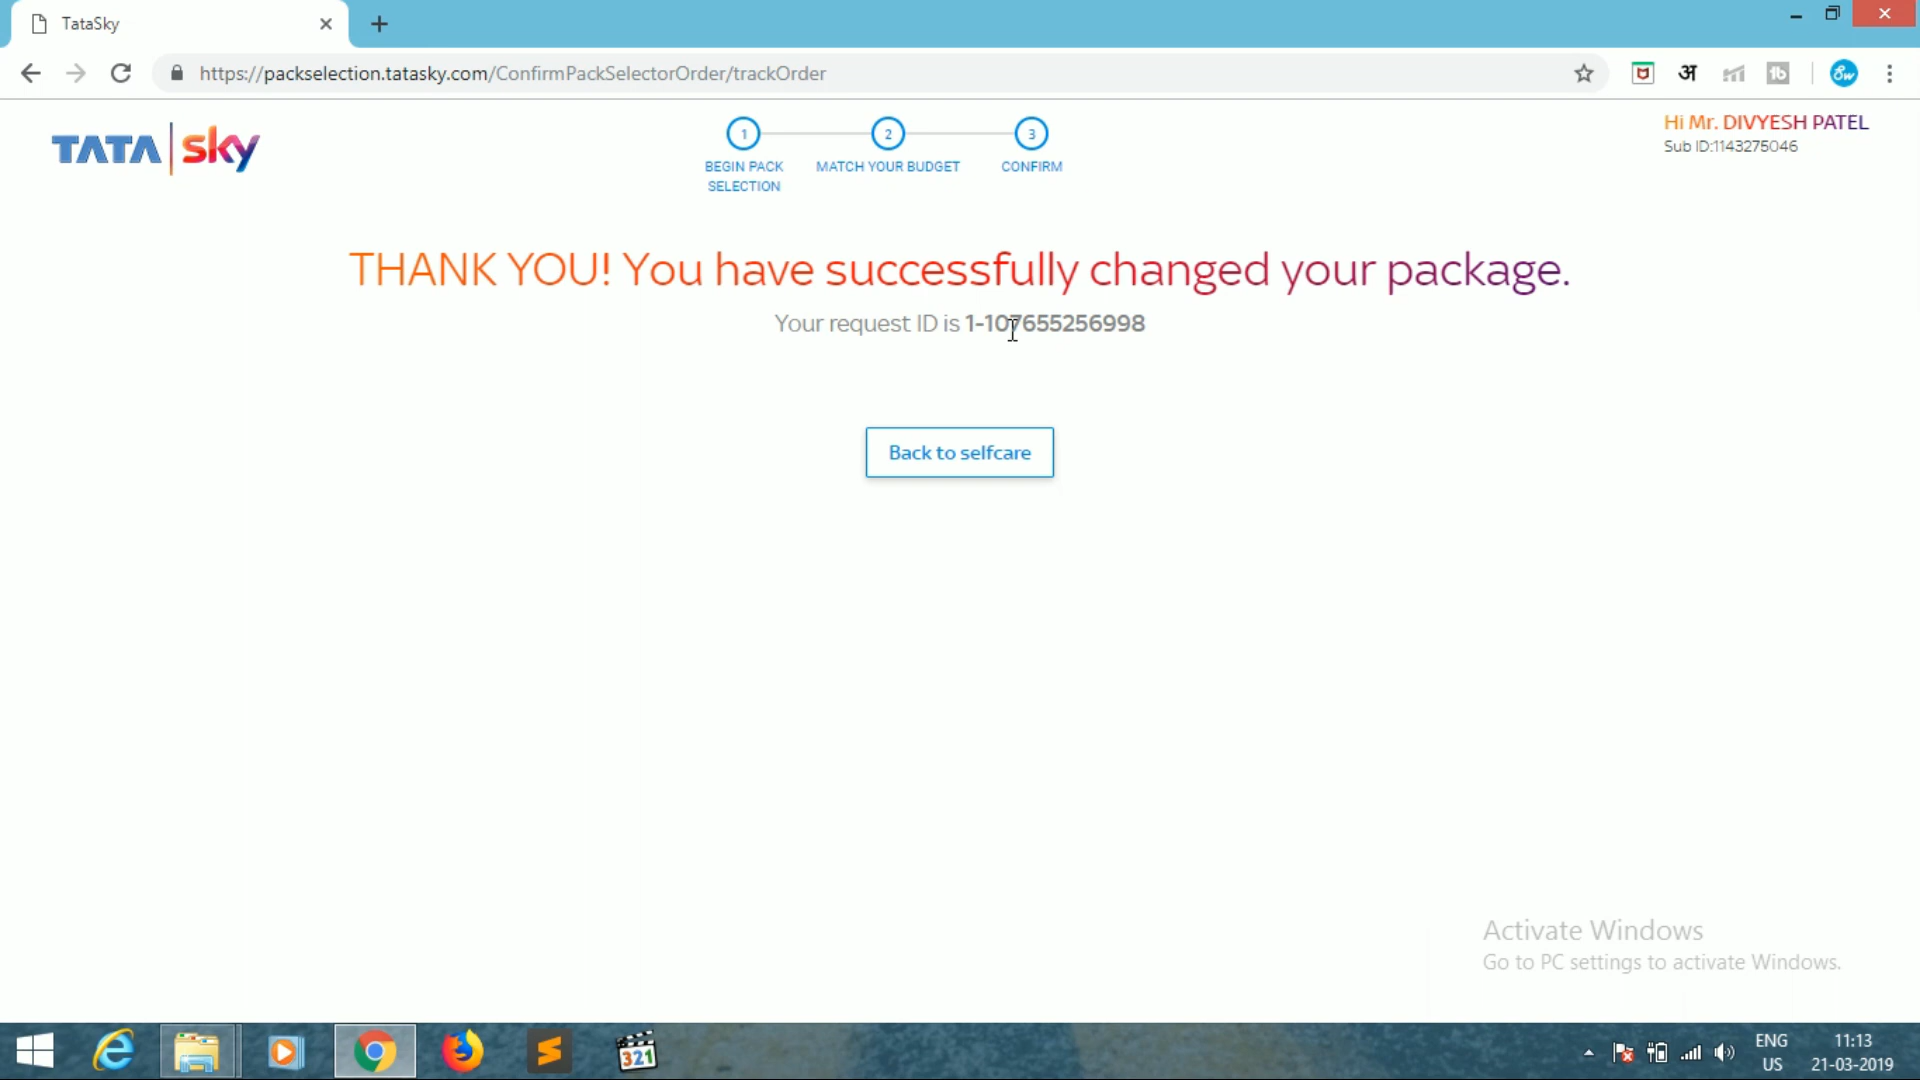 TataSky
https://packselection.tatasky.com/ConfirmPackSelectorOrder/trackOrder
अ
TATA sky
1
2
3
BEGIN PACK
SELECTION
MATCH YOUR BUDGET
CONFIRM
Hi Mr. DIVYESH PATEL
Sub ID:1143275046
THANK YOU! You have successfully changed your package.
Your request ID is 1-107655256998
Back to selfcare
Activate Windows
Go to PC settings to activate Windows.
321
ENG
US
11:13
21-03-2019